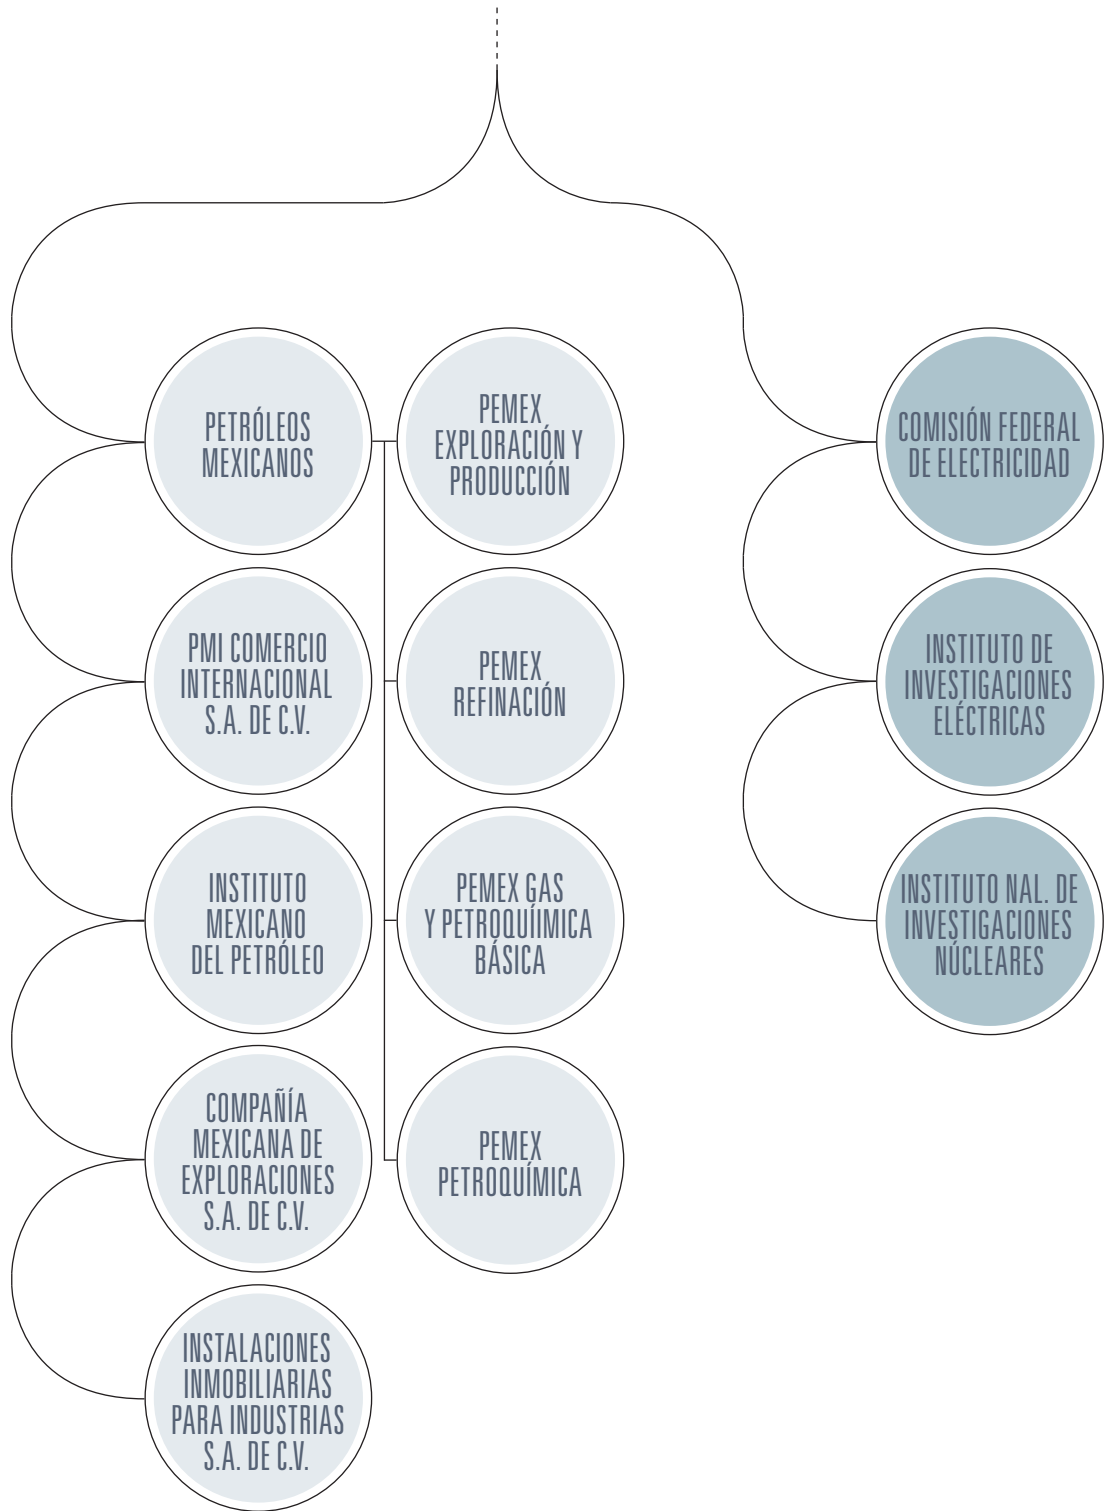 PETRÓLEOS
MEXICANOS
PEMEX
EXPLORACIÓN Y
PRODUCCIÓN
COMISIÓN FEDERAL
DE ELECTRICIDAD
PMI COMERCIO
INTERNACIONAL
S.A. DE C.V.
PEMEX
REFINACIÓN
INSTITUTO DE
INVESTIGACIONES
ELÉCTRICAS
INSTITUTO
MEXICANO
DEL PETRÓLEO
PEMEX GAS
Y PETROQUÍIMICA
BÁSICA
INSTITUTO NAL. DE
INVESTIGACIONES
NÚCLEARES
COMPAÑÍA
MEXICANA DE
EXPLORACIONES
S.A. DE C.V.
PEMEX
PETROQUÍMICA
INSTALACIONES
INMOBILIARIAS
PARA INDUSTRIAS
S.A. DE C.V.